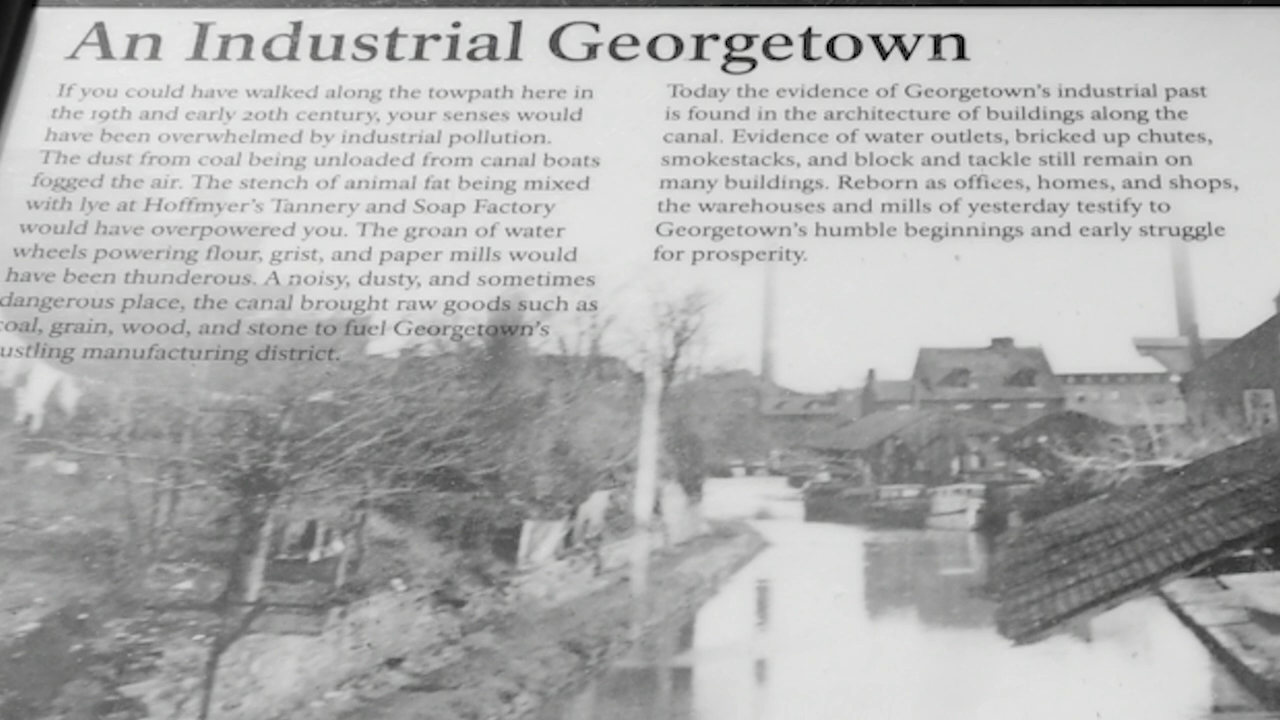 An Industrial Georgetown
If you could have walked along the towpath here in
the 19th and early 20th century, your senses would
have been overwhelmed by industrial pollution.
The dust from coal being unloaded from canal boats
fogged the air. The stench of animal fat being mixed
with lye at Hoffmyer's Tannery and Soap Factory
would have overpowered you. The groan of water
wheels powering flour, grist, and paper mills would
have been thunderous. A noisy, dusty, and sometimes
dangerous place, the canal brought raw goods such as
coal, grain, wood, and stone to fuel Georgetown's
ustling manufacturing district.
Today the evidence of Georgetown's industrial past
is found in the architecture of buildings along the
canal. Evidence of water outlets, bricked up chutes,
smokestacks, and block and tackle still remain on
many buildings. Reborn as offices, homes, and shops,
the warehouses and mills of yesterday testify to
Georgetown's humble beginnings and early struggle
for prosperity.